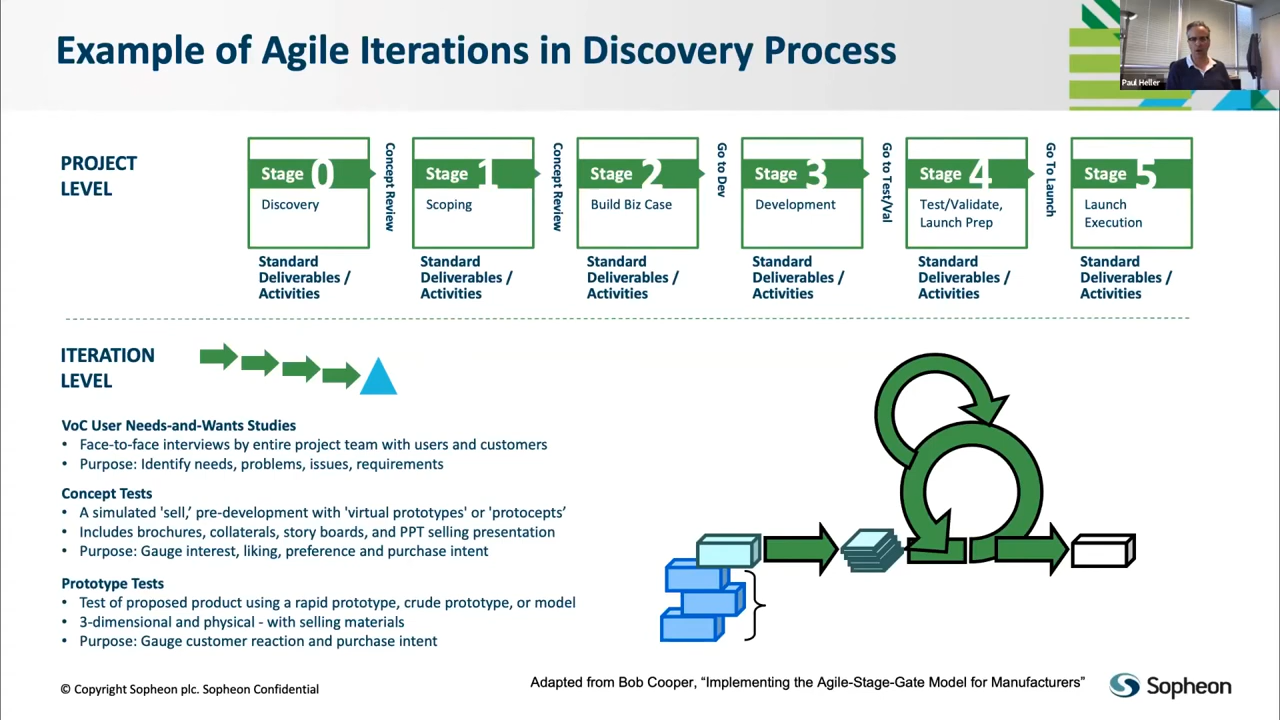 Example of Agile Iterations in Discovery Process
Paul Heller
PROJECT
LEVEL
Stage 0
Discovery
Concept Review
Stage 1
Scoping
Concept Review
Stage 2
Build Biz Case
Go to Dev
Stage 3
Development
Go to Test/Val
Stage 4
Test/Validate,
Launch Prep
Go To Launch
Stage 5
Launch
Execution
Standard
Deliverables /
Activities
Standard
Deliverables /
Activities
Standard
Deliverables /
Activities
Standard
Deliverables /
Activities
Standard
Deliverables /
Activities
Standard
Deliverables /
Activities
ITERATION
LEVEL
VoC User Needs-and-Wants Studies
• Face-to-face interviews by entire project team with users and customers
• Purpose: Identify needs, problems, issues, requirements
Concept Tests
• A simulated 'sell,’ pre-development with 'virtual prototypes' or 'protocepts’
• Includes brochures, collaterals, story boards, and PPT selling presentation
• Purpose: Gauge interest, liking, preference and purchase intent
Prototype Tests
• Test of proposed product using a rapid prototype, crude prototype, or model
• 3-dimensional and physical - with selling materials
• Purpose: Gauge customer reaction and purchase intent
© Copyright Sopheon plc. Sopheon Confidential
Adapted from Bob Cooper, “Implementing the Agile-Stage-Gate Model for Manufacturers”
Sopheon